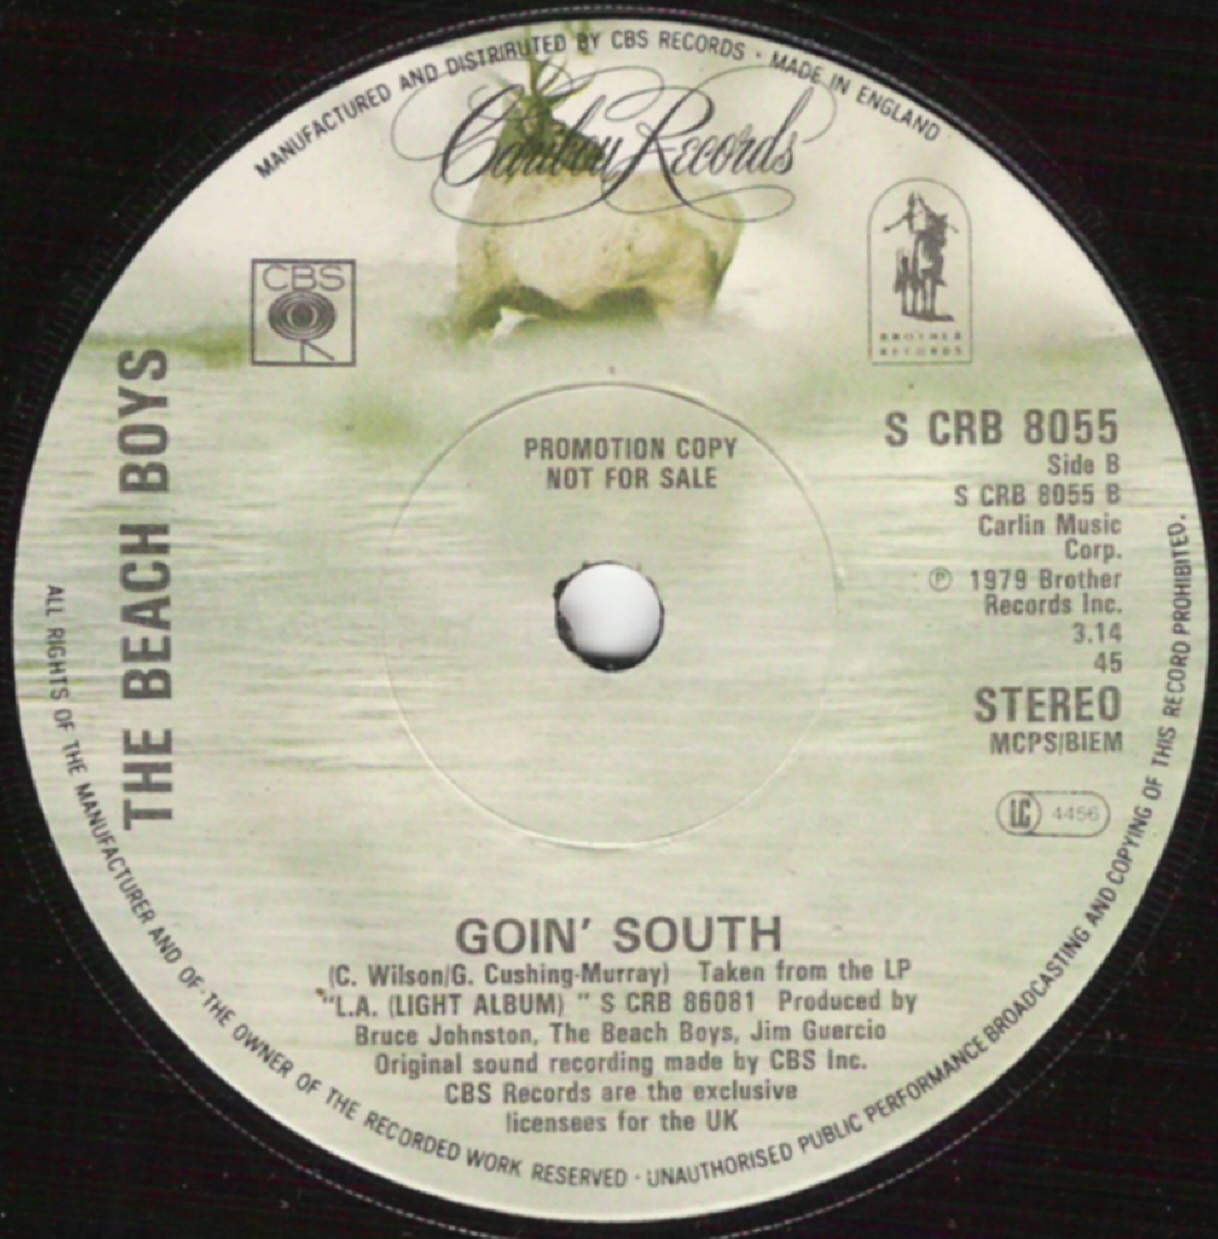 MANUFACTURED AND DISTRIBUTED BY CBS RECORDS · MADE IN ENGLAND
Caribou Records
CBS
BROTHER
RECORDS
THE BEACH BOYS
PROMOTION COPY
NOT FOR SALE
S CRB 8055
Side B
S CRB 8055 B
Carlin Music
Corp.
℗ 1979 Brother
Records Inc.
3.14
45
STEREO
MCPS/BIEM
LC 4456
GOIN' SOUTH
(C. Wilson/G. Cushing-Murray) Taken from the LP
"L.A. (LIGHT ALBUM) " S CRB 86081 Produced by
Bruce Johnston, The Beach Boys, Jim Guercio
Original sound recording made by CBS Inc.
CBS Records are the exclusive
licensees for the UK
ALL RIGHTS OF THE MANUFACTURER AND OF·THE OWNER OF THE RECORDED WORK RESERVED · UNAUTHORISED PUBLIC PERFORMANCE BROADCASTING AND COPYING OF THIS RECORD PROHIBITED.